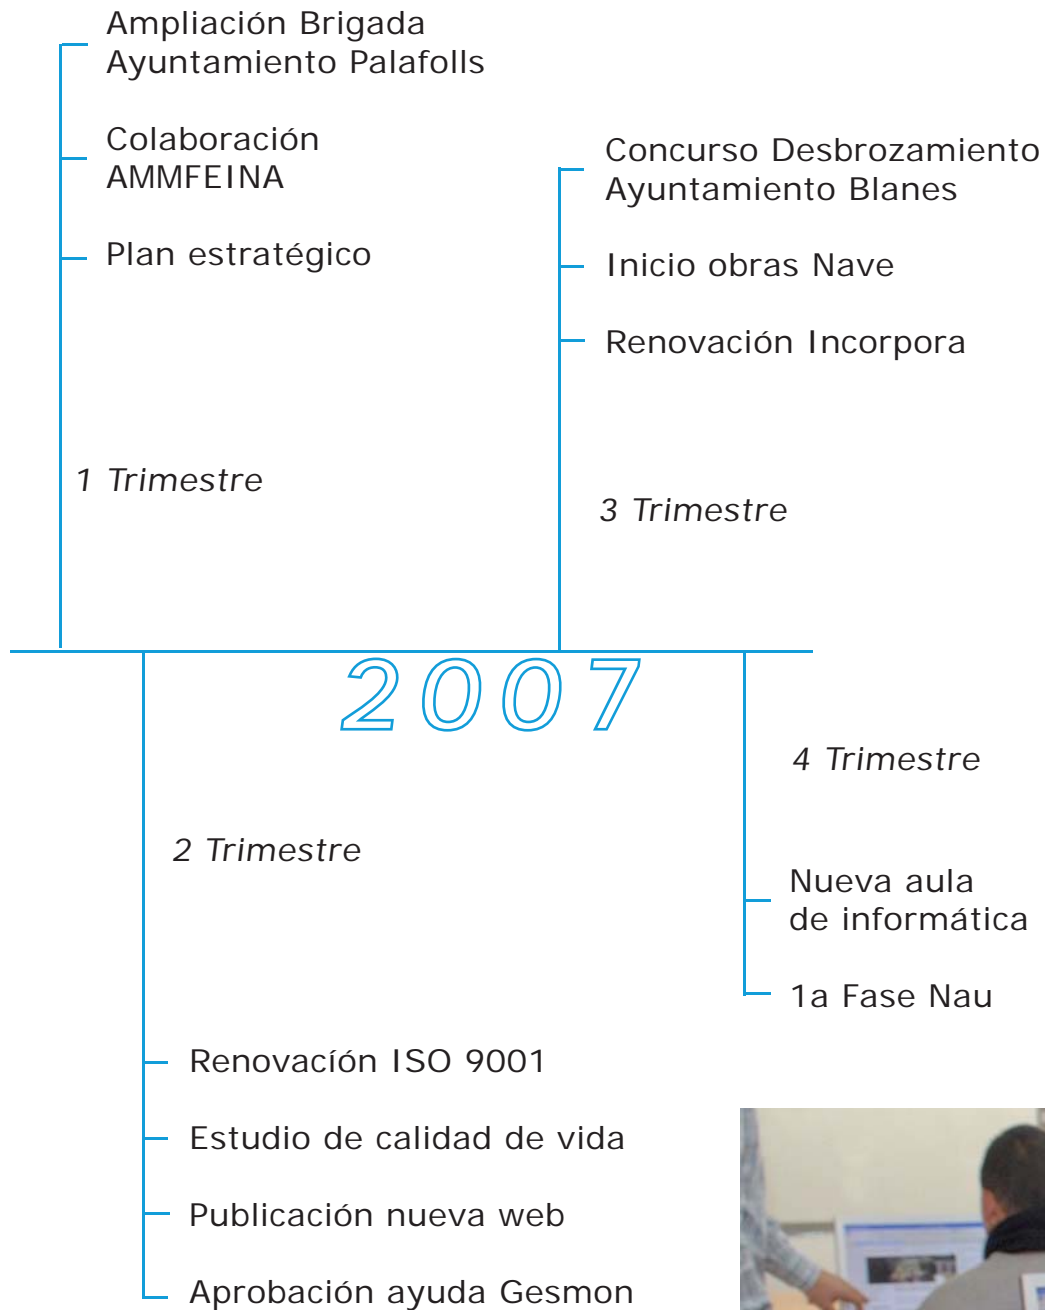 Ampliación Brigada
Ayuntamiento Palafolls
Colaboración
AMMFEINA
Plan estratégico
1 Trimestre
Concurso Desbrozamiento
Ayuntamiento Blanes
Inicio obras Nave
Renovación Incorpora
3 Trimestre
2007
2 Trimestre
Renovacíón ISO 9001
Estudio de calidad de vida
Publicación nueva web
Aprobación ayuda Gesmon
4 Trimestre
Nueva aula
de informática
1a Fase Nau